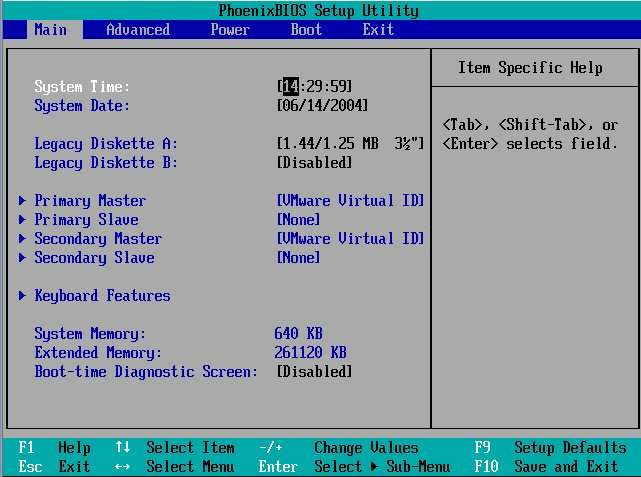 PhoenixBIOS Setup Utility
Main Advanced Power Boot Exit
Item Specific Help
System Time: [14:29:59]
System Date: [06/14/2004]
<Tab>, <Shift-Tab>, or
<Enter> selects field.
Legacy Diskette A: [1.44/1.25 MB 3½"]
Legacy Diskette B: [Disabled]
Primary Master [VMware Virtual ID]
Primary Slave [None]
Secondary Master [VMware Virtual ID]
Secondary Slave [None]
Keyboard Features
System Memory: 640 KB
Extended Memory: 261120 KB
Boot-time Diagnostic Screen: [Disabled]
F1 Help ↑↓ Select Item -/+ Change Values F9 Setup Defaults
Esc Exit ↔ Select Menu Enter Select ▶ Sub-Menu F10 Save and Exit